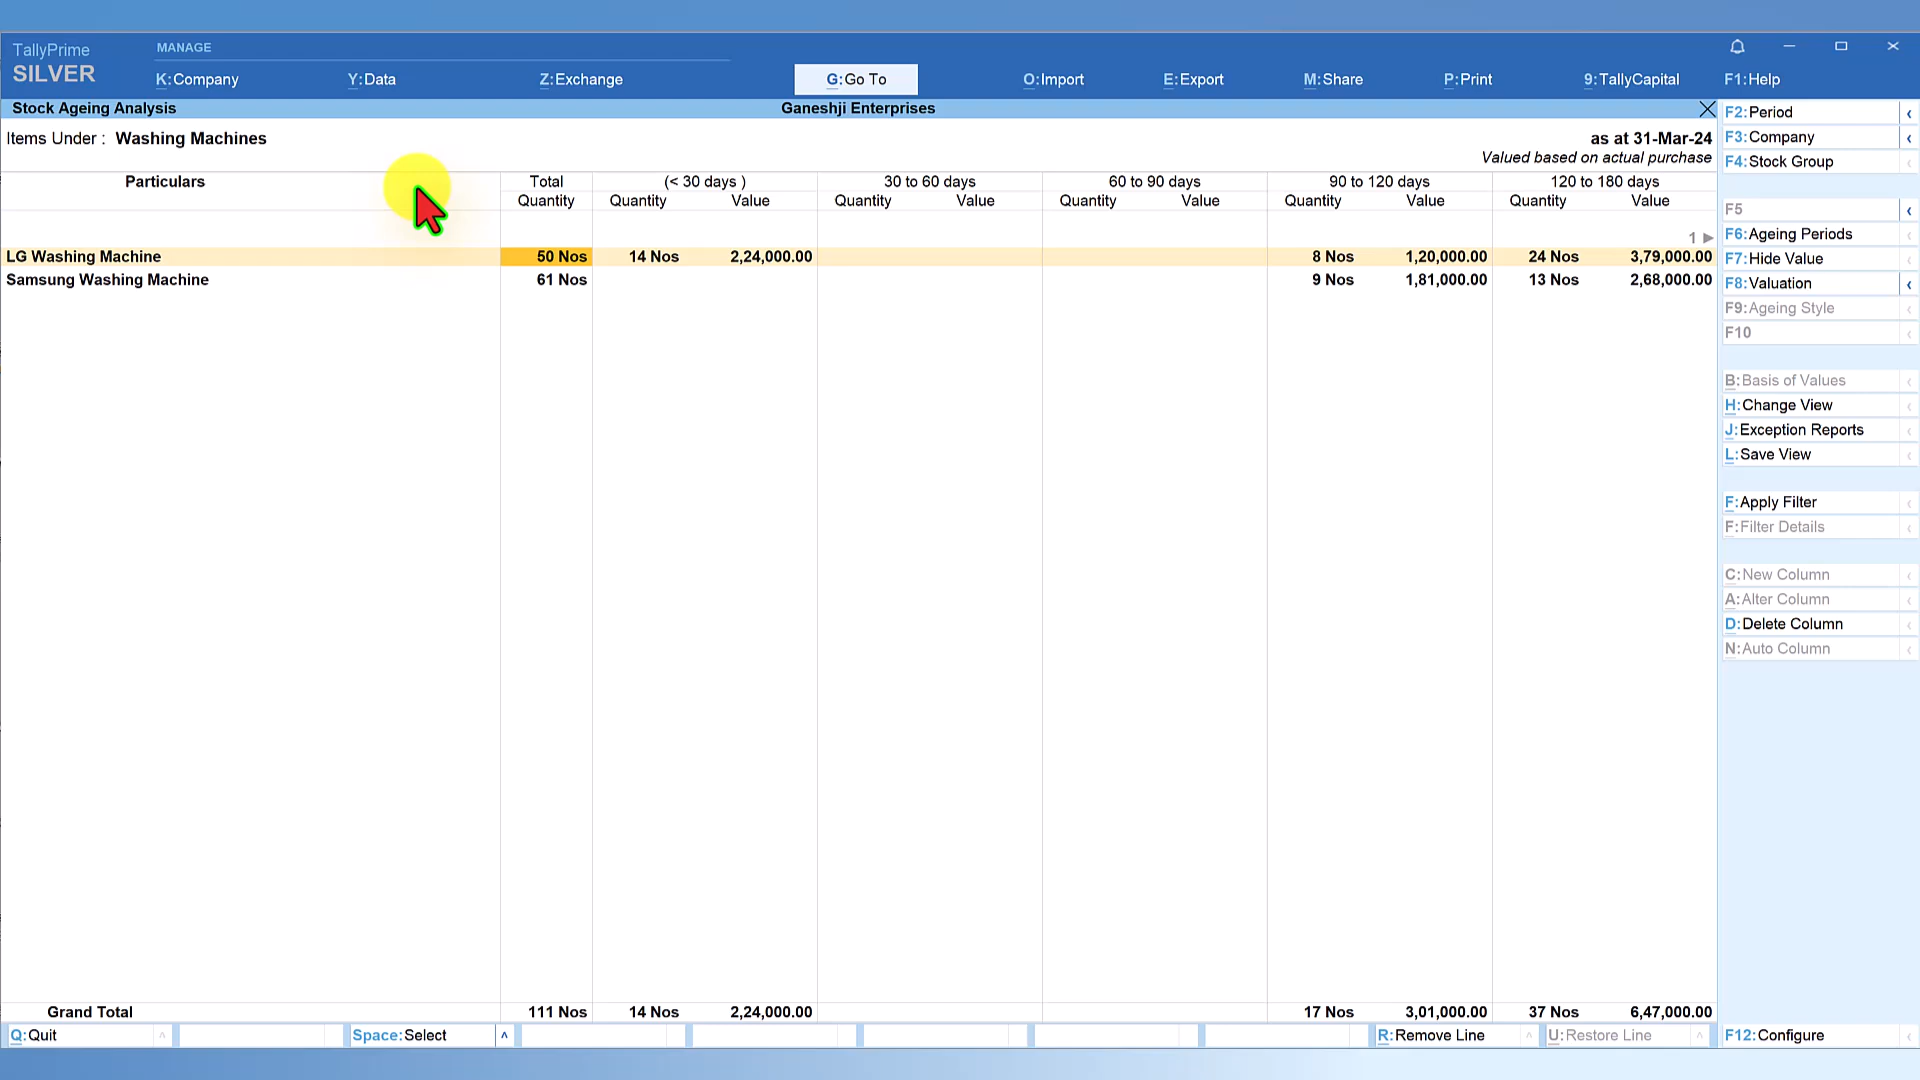 TallyPrime
SILVER
MANAGE
K:Company Y:Data Z:Exchange G:Go To O:Import E:Export M:Share P:Print 9:TallyCapital F1:Help
Stock Ageing Analysis Ganeshji Enterprises
Items Under : Washing Machines as at 31-Mar-24
Valued based on actual purchase
Particulars Total (< 30 days ) 30 to 60 days 60 to 90 days 90 to 120 days 120 to 180 days
Quantity Quantity Value Quantity Value Quantity Value Quantity Value Quantity Value
1 ▶
LG Washing Machine 50 Nos 14 Nos 2,24,000.00 8 Nos 1,20,000.00 24 Nos 3,79,000.00
Samsung Washing Machine 61 Nos 9 Nos 1,81,000.00 13 Nos 2,68,000.00
Grand Total 111 Nos 14 Nos 2,24,000.00 17 Nos 3,01,000.00 37 Nos 6,47,000.00
Q:Quit Space:Select R:Remove Line U:Restore Line
F2:Period
F3:Company
F4:Stock Group
F5
F6:Ageing Periods
F7:Hide Value
F8:Valuation
F9:Ageing Style
F10
B:Basis of Values
H:Change View
J:Exception Reports
L:Save View
F:Apply Filter
F:Filter Details
C:New Column
A:Alter Column
D:Delete Column
N:Auto Column
F12:Configure